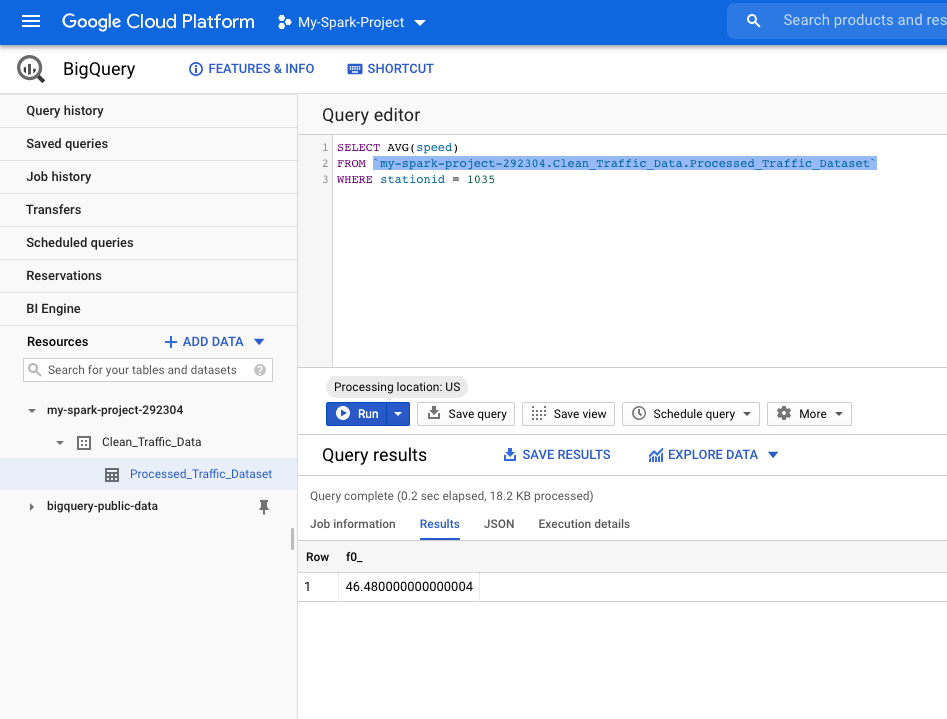 Google Cloud Platform My-Spark-Project Search products and res
BigQuery FEATURES & INFO SHORTCUT
Query history
Saved queries
Job history
Transfers
Scheduled queries
Reservations
BI Engine
Resources + ADD DATA
Search for your tables and datasets ?
my-spark-project-292304
Clean_Traffic_Data
Processed_Traffic_Dataset
bigquery-public-data
Query editor
1 SELECT AVG(speed)
2 FROM `my-spark-project-292304.Clean_Traffic_Data.Processed_Traffic_Dataset`
3 WHERE stationid = 1035
Processing location: US
Run Save query Save view Schedule query More
Query results SAVE RESULTS EXPLORE DATA
Query complete (0.2 sec elapsed, 18.2 KB processed)
Job information Results JSON Execution details
Row f0_
1 46.480000000000004